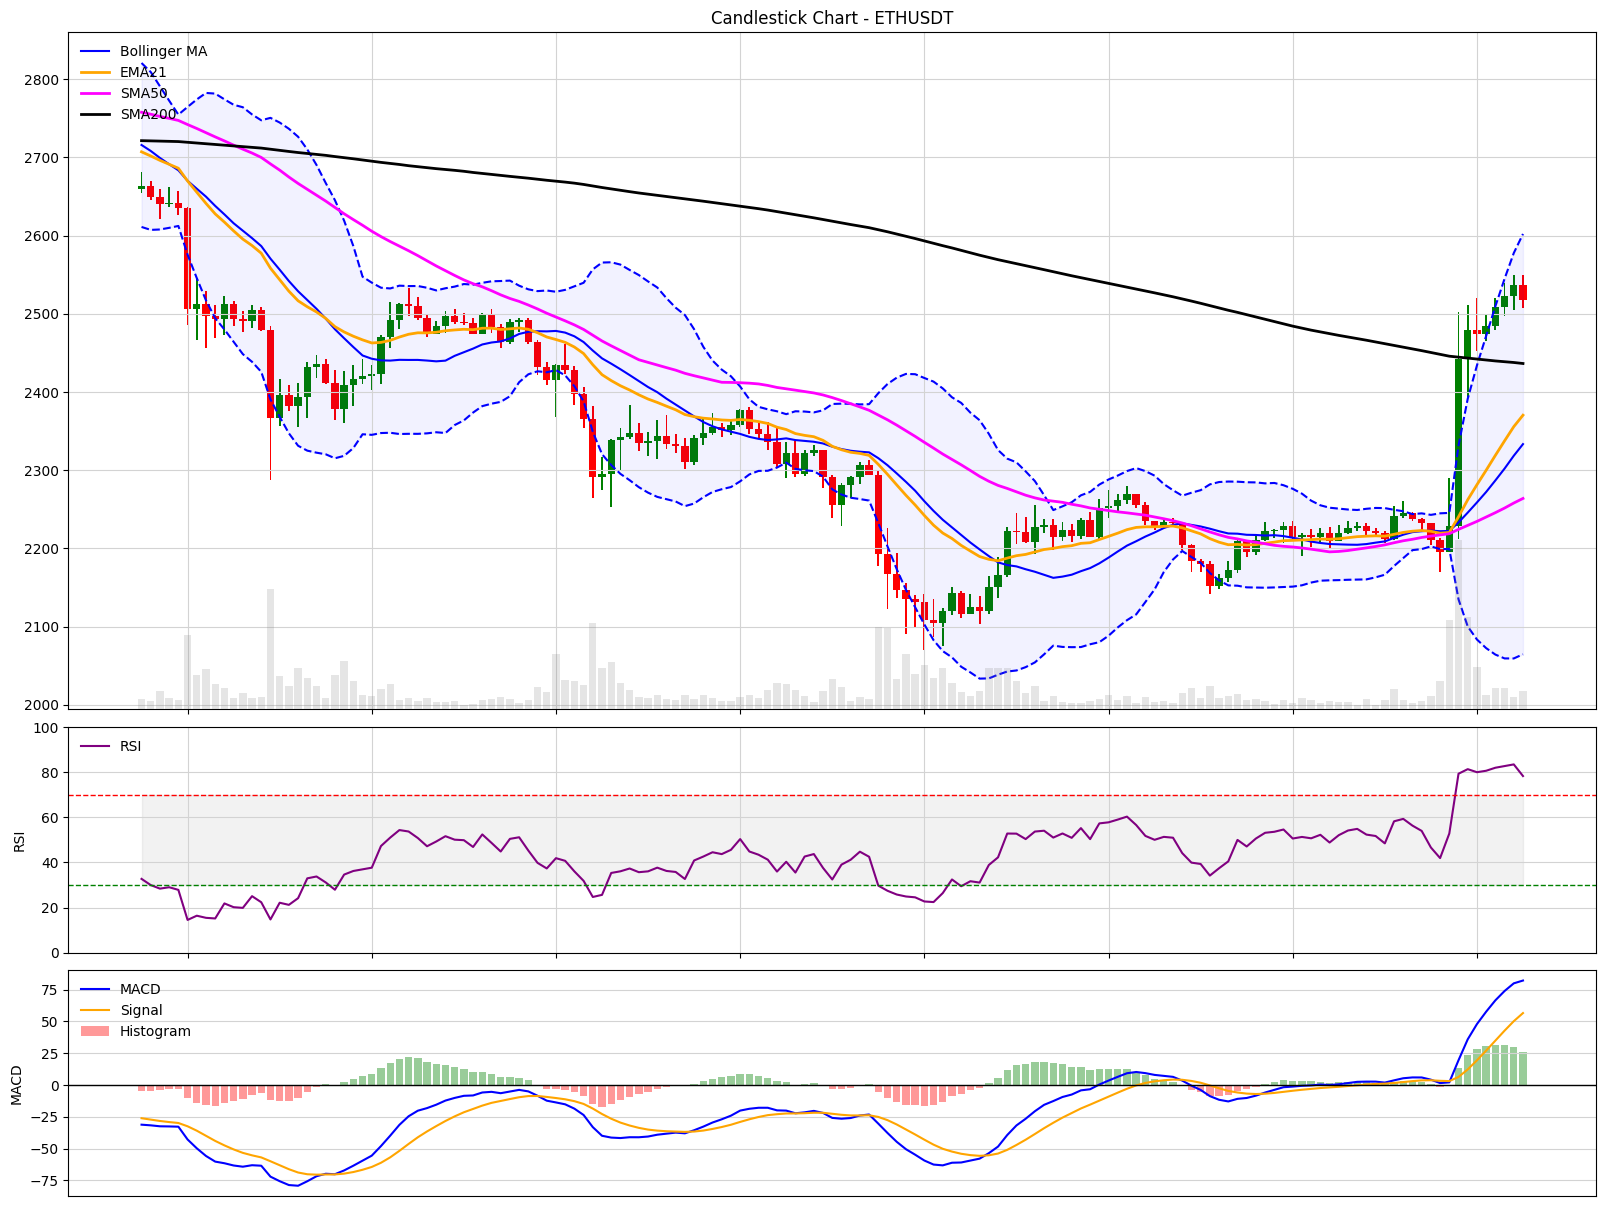 Candlestick Chart - ETHUSDT
Bollinger MA
EMA21
SMA50
SMA200
2800
2700
2600
2500
2400
2300
2200
2100
2000
RSI
100
80
60
40
20
0
RSI
MACD
Signal
Histogram
75
50
25
0
−25
−50
−75
MACD